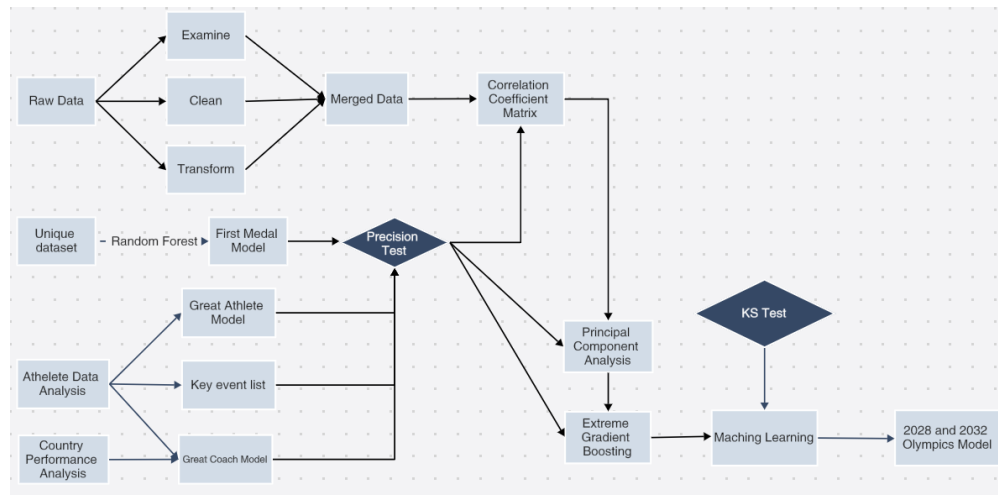 Examine
Raw Data
Clean
Merged Data
Correlation
Coefficient
Matrix
Transform
Unique
dataset
Random Forest
First Medal
Model
Precision
Test
Great Athlete
Model
KS Test
Principal
Component
Analysis
Athelete Data
Analysis
Key event list
Country
Performance
Analysis
Great Coach Model
Extreme
Gradient
Boosting
Maching Learning
2028 and 2032
Olympics Model